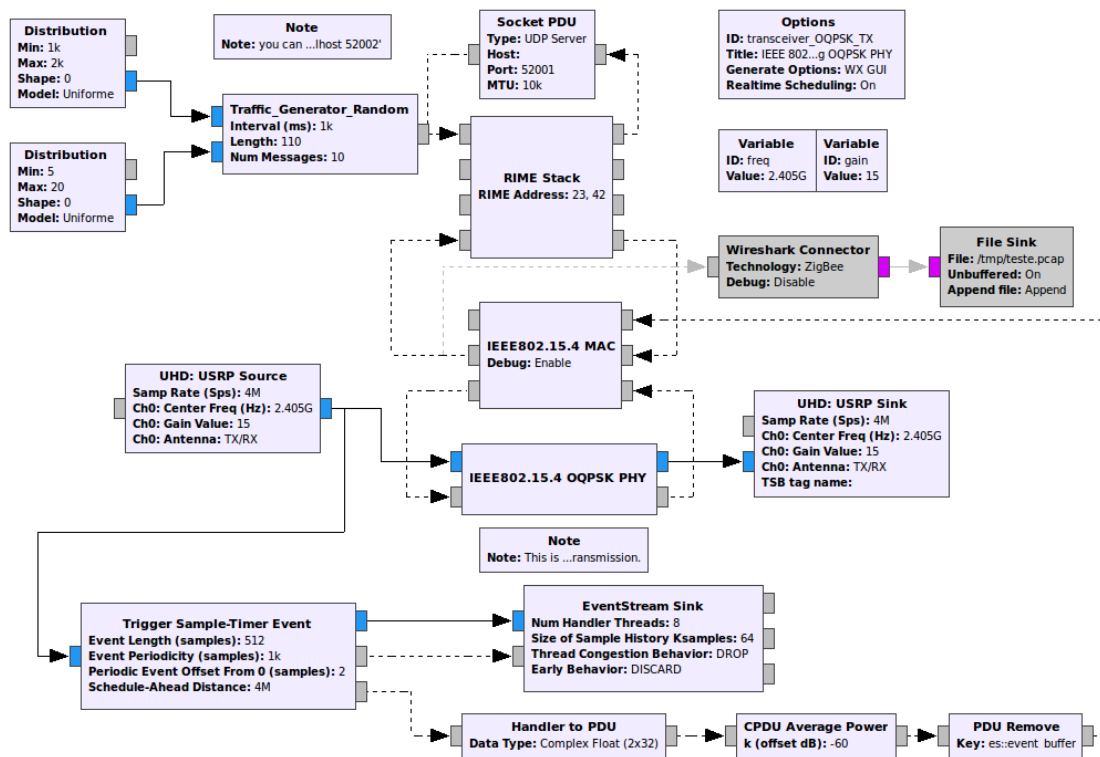 Distribution
Min: 1k
Max: 2k
Shape: 0
Model: Uniforme
Note
Note: you can ...lhost 52002'
Socket PDU
Type: UDP Server
Host:
Port: 52001
MTU: 10k
Options
ID: transceiver_OQPSK_TX
Title: IEEE 802...g OQPSK PHY
Generate Options: WX GUI
Realtime Scheduling: On
Traffic_Generator_Random
Interval (ms): 1k
Length: 110
Num Messages: 10
Distribution
Min: 5
Max: 20
Shape: 0
Model: Uniforme
RIME Stack
RIME Address: 23, 42
Variable
ID: freq
Value: 2.405G
Variable
ID: gain
Value: 15
Wireshark Connector
Technology: ZigBee
Debug: Disable
File Sink
File: /tmp/teste.pcap
Unbuffered: On
Append file: Append
IEEE802.15.4 MAC
Debug: Enable
UHD: USRP Source
Samp Rate (Sps): 4M
Ch0: Center Freq (Hz): 2.405G
Ch0: Gain Value: 15
Ch0: Antenna: TX/RX
UHD: USRP Sink
Samp Rate (Sps): 4M
Ch0: Center Freq (Hz): 2.405G
Ch0: Gain Value: 15
Ch0: Antenna: TX/RX
TSB tag name:
IEEE802.15.4 OQPSK PHY
Note
Note: This is ...ransmission.
Trigger Sample-Timer Event
Event Length (samples): 512
Event Periodicity (samples): 1k
Periodic Event Offset From 0 (samples): 2
Schedule-Ahead Distance: 4M
EventStream Sink
Num Handler Threads: 8
Size of Sample History Ksamples: 64
Thread Congestion Behavior: DROP
Early Behavior: DISCARD
Handler to PDU
Data Type: Complex Float (2x32)
CPDU Average Power
k (offset dB): -60
PDU Remove
Key: es::event_buffer